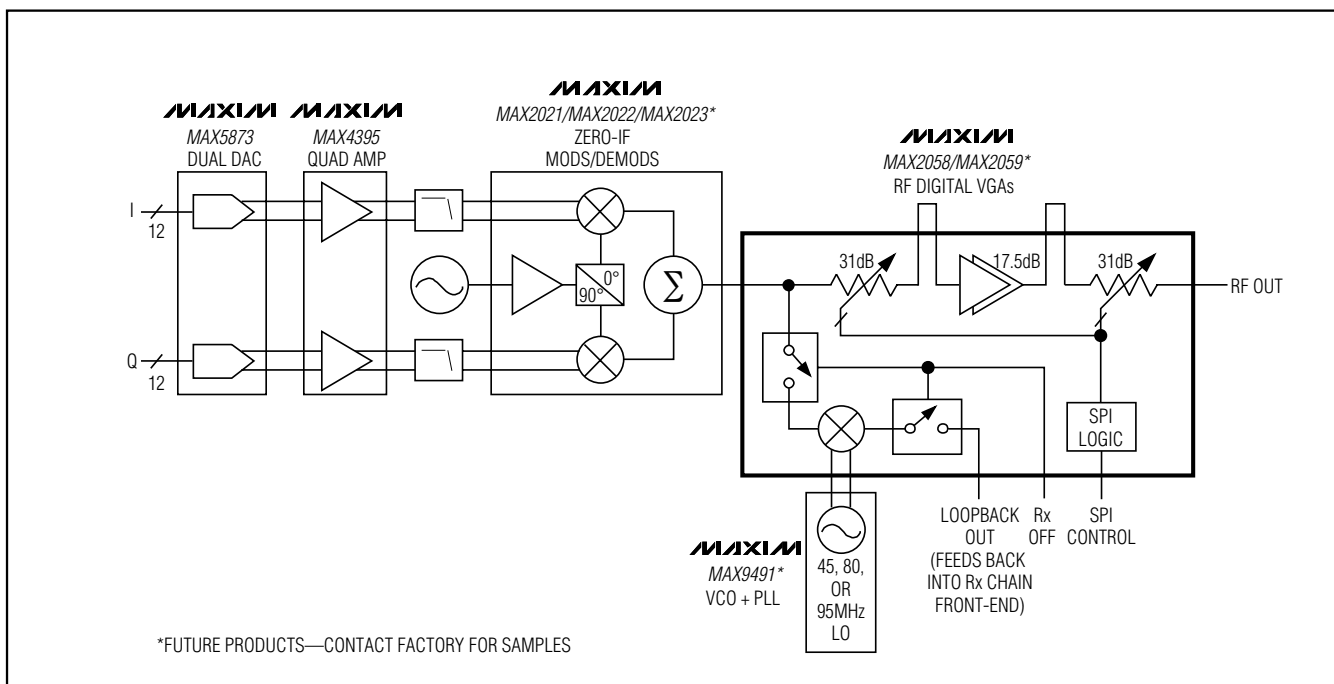 MAXIM
MAX5873
DUAL DAC
MAXIM
MAX4395
QUAD AMP
MAXIM
MAX2021/MAX2022/MAX2023*
ZERO-IF
MODS/DEMODS
MAXIM
MAX2058/MAX2059*
RF DIGITAL VGAs
I
12
Q
12
0°
90°
Σ
31dB
17.5dB
31dB
RF OUT
SPI
LOGIC
LOOPBACK
OUT
(FEEDS BACK
INTO Rx CHAIN
FRONT-END)
Rx
OFF
SPI
CONTROL
MAXIM
MAX9491*
VCO + PLL
45, 80,
OR
95MHz
LO
*FUTURE PRODUCTS—CONTACT FACTORY FOR SAMPLES